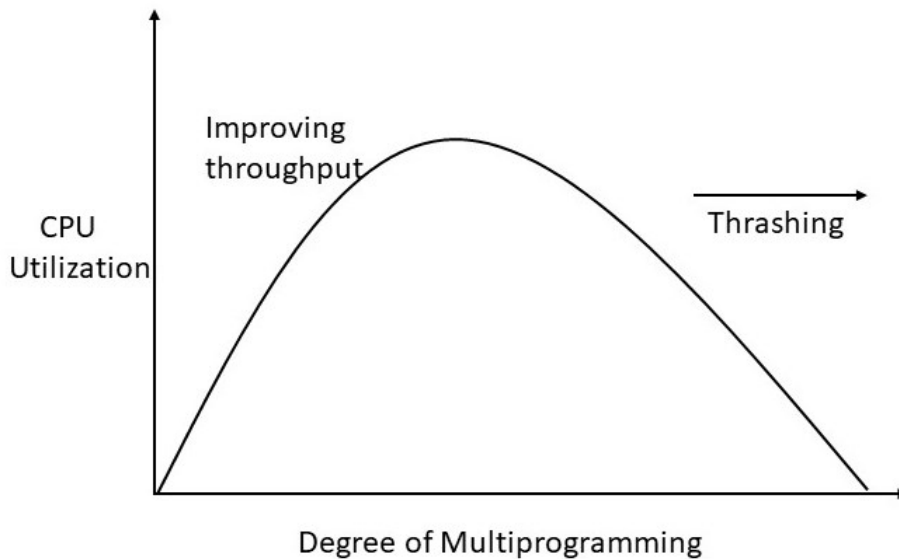 Improving
throughput
CPU
Utilization
Thrashing
Degree of Multiprogramming